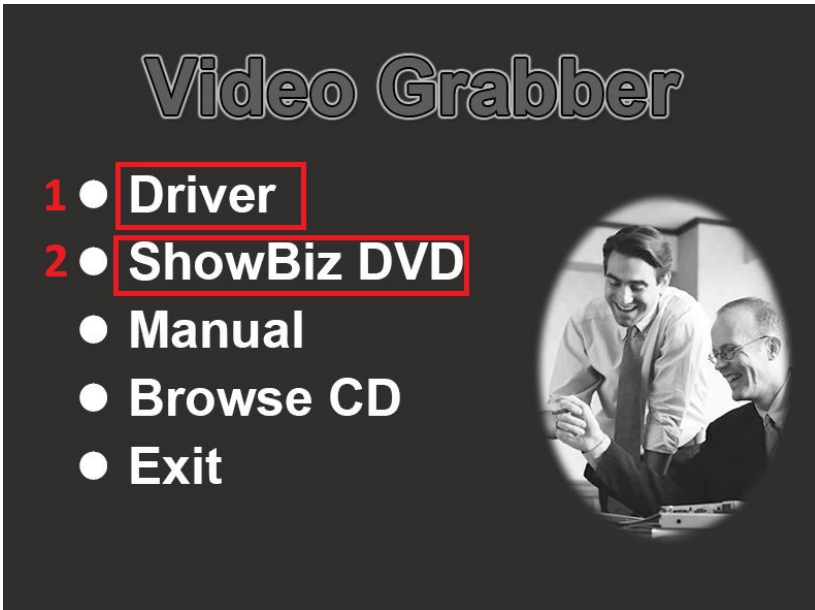 Video Grabber
1 Driver
2 ShowBiz DVD
Manual
Browse CD
Exit